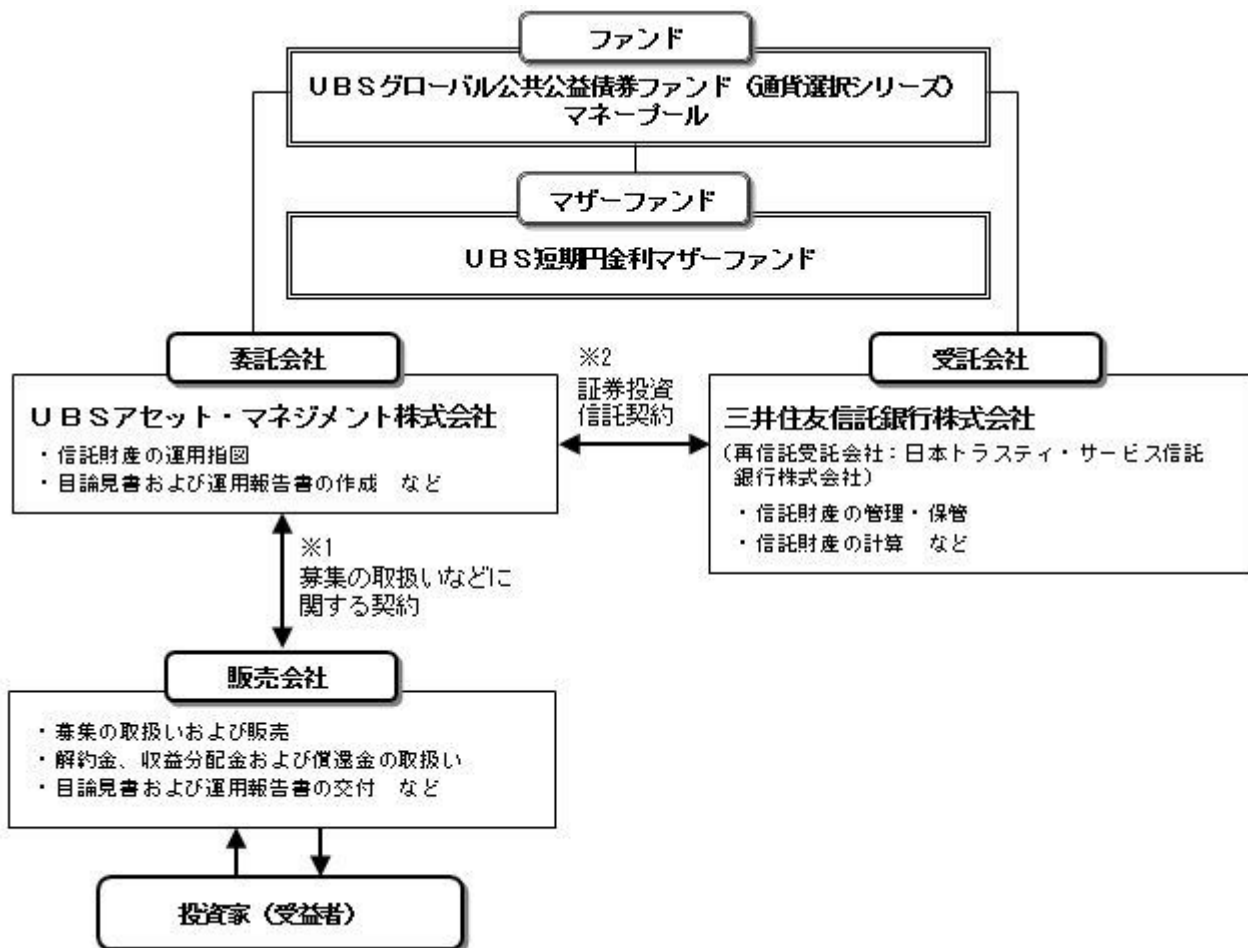 ファンド
UBSグローバル公共公益債券ファンド(通貨選択シリーズ)
マネープール
マザーファンド
UBS短期円金利マザーファンド
委託会社
UBSアセット・マネジメント株式会社
・信託財産の運用指図
・目論見書および運用報告書の作成 など
※2
証券投資
信託契約
受託会社
三井住友信託銀行株式会社
(再信託受託会社:日本トラスティ・サービス信託
銀行株式会社)
・信託財産の管理・保管
・信託財産の計算 など
※1
募集の取扱いなどに
関する契約
販売会社
・募集の取扱いおよび販売
・解約金、収益分配金および償還金の取扱い
・目論見書および運用報告書の交付 など
投資家(受益者)